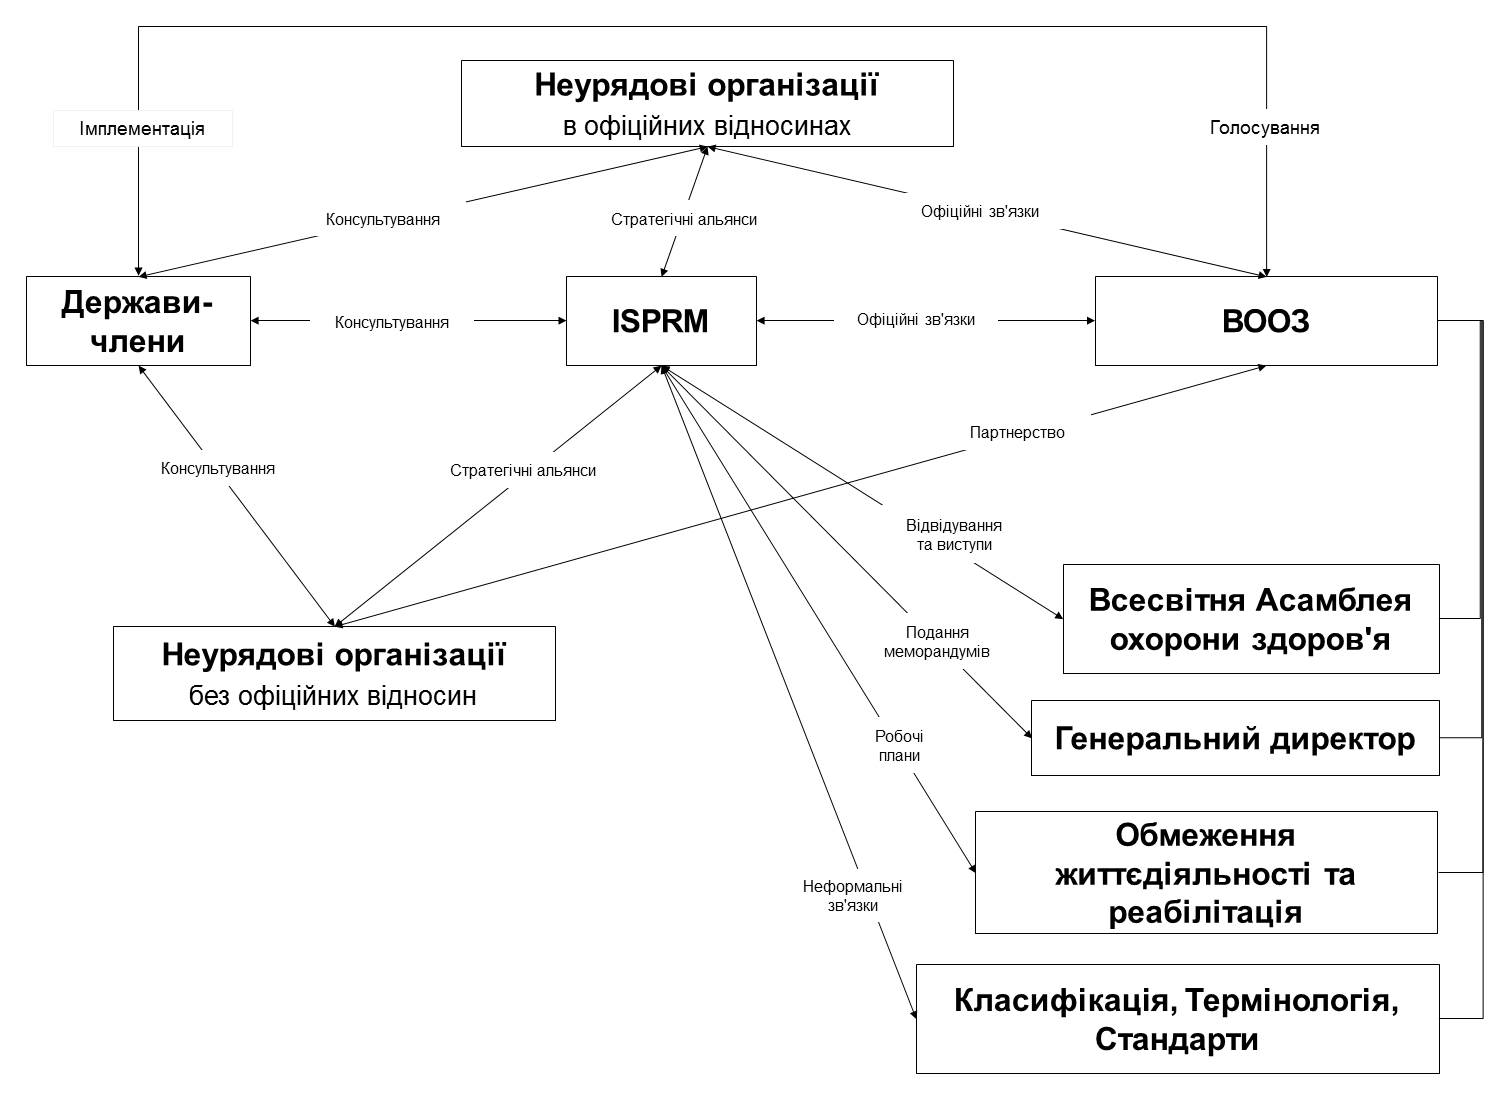 Неурядові організації
в офіційних відносинах
Імплементація
Голосування
Консультування
Стратегічні альянси
Офіційні зв'язки
Держави-
члени
Консультування
ISPRM
Офіційні зв'язки
ВООЗ
Партнерство
Консультування
Стратегічні альянси
Відвідування
та виступи
Всесвітня Асамблея
охорони здоров'я
Неурядові організації
без офіційних відносин
Подання
меморандумів
Генеральний директор
Робочі
плани
Обмеження
життєдіяльності та
реабілітація
Неформальні
зв'язки
Класифікація, Термінологія,
Стандарти